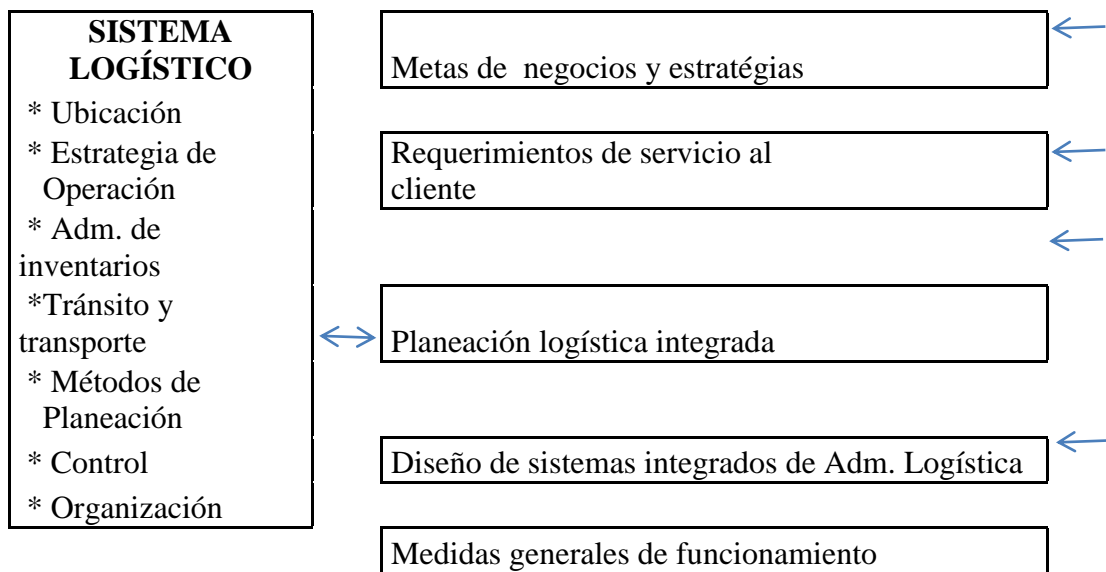 SISTEMA
LOGÍSTICO
* Ubicación
* Estrategia de
Operación
* Adm. de
inventarios
*Tránsito y
transporte
* Métodos de
Planeación
* Control
* Organización
Metas de negocios y estratégias
Requerimientos de servicio al
cliente
Planeación logística integrada
Diseño de sistemas integrados de Adm. Logística
Medidas generales de funcionamiento